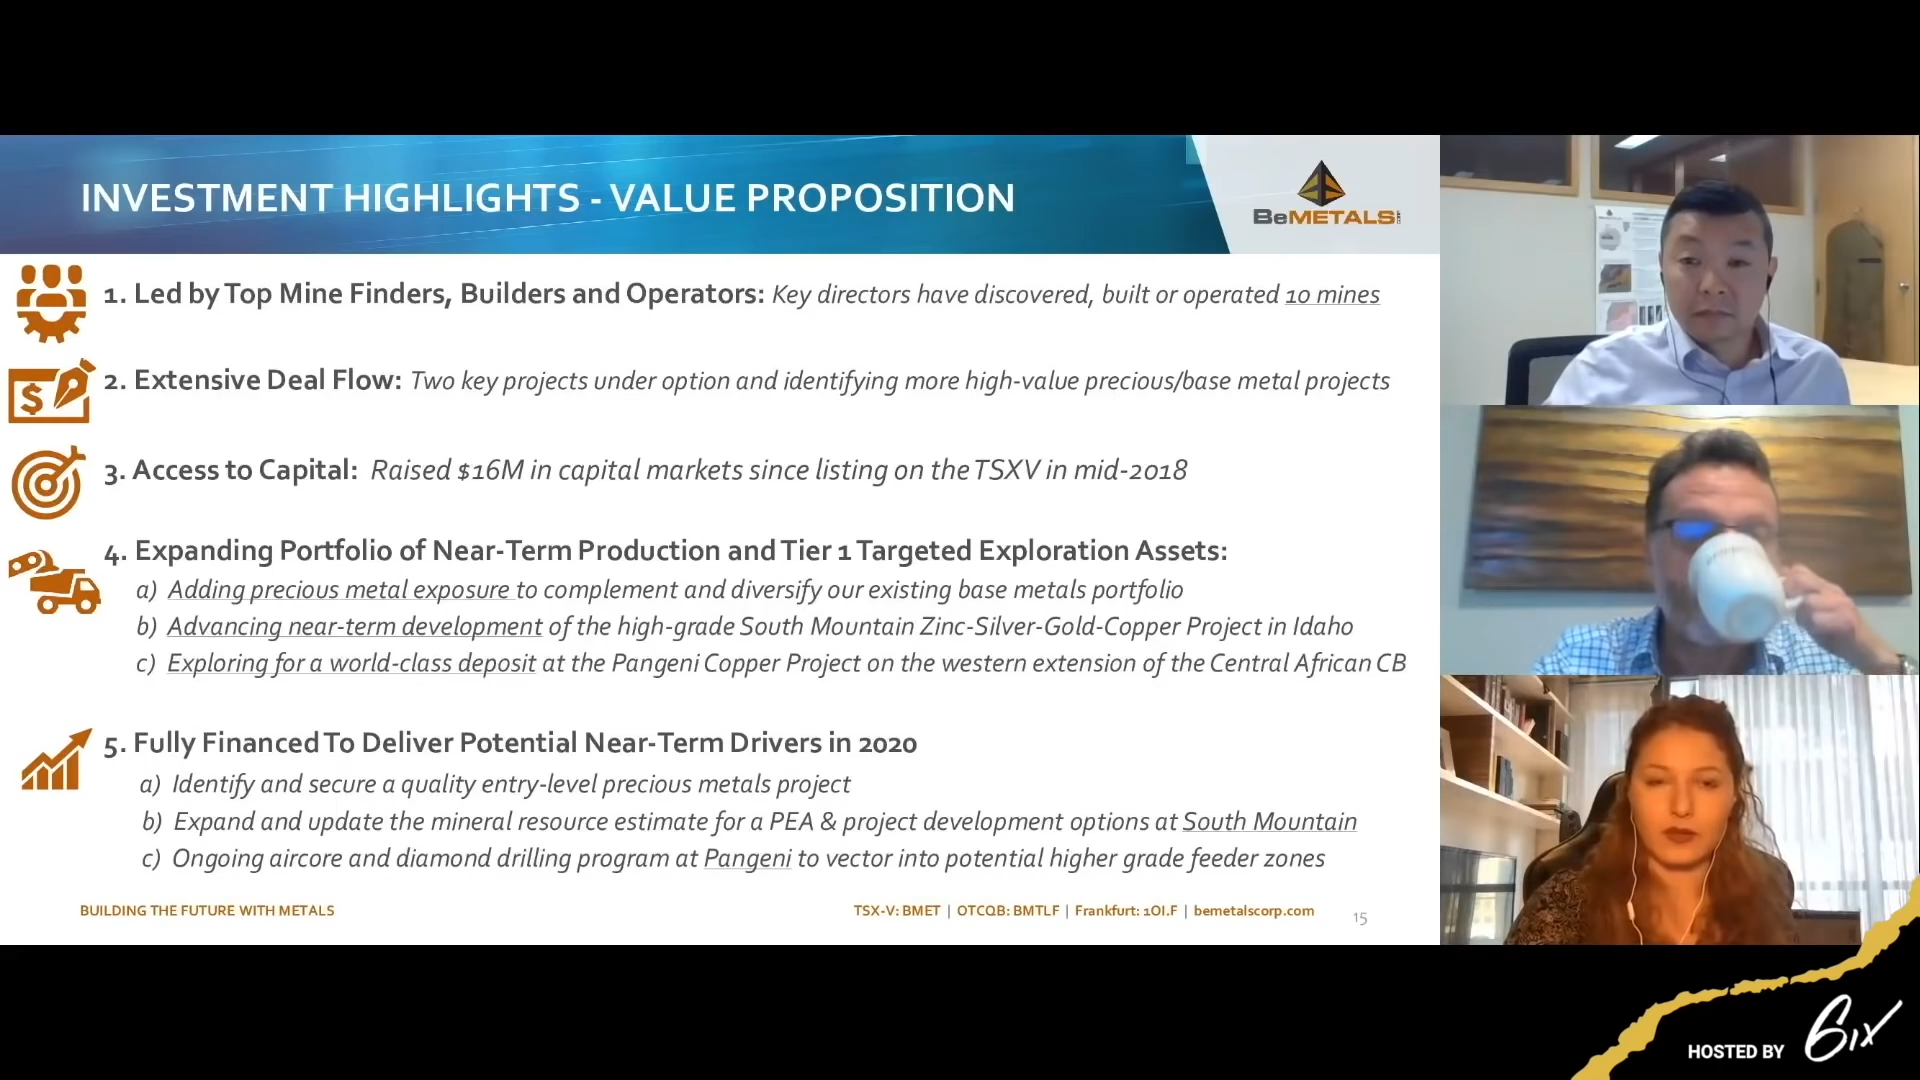 INVESTMENT HIGHLIGHTS - VALUE PROPOSITION
BeMETALS
1. Led by Top Mine Finders, Builders and Operators: Key directors have discovered, built or operated 10 mines
2. Extensive Deal Flow: Two key projects under option and identifying more high-value precious/base metal projects
3. Access to Capital: Raised $16M in capital markets since listing on the TSXV in mid-2018
4. Expanding Portfolio of Near-Term Production and Tier 1 Targeted Exploration Assets:
a) Adding precious metal exposure to complement and diversify our existing base metals portfolio
b) Advancing near-term development of the high-grade South Mountain Zinc-Silver-Gold-Copper Project in Idaho
c) Exploring for a world-class deposit at the Pangeni Copper Project on the western extension of the Central African CB
5. Fully Financed To Deliver Potential Near-Term Drivers in 2020
a) Identify and secure a quality entry-level precious metals project
b) Expand and update the mineral resource estimate for a PEA & project development options at South Mountain
c) Ongoing aircore and diamond drilling program at Pangeni to vector into potential higher grade feeder zones
BUILDING THE FUTURE WITH METALS
TSX-V: BMET | OTCQB: BMTLF | Frankfurt: 1OI.F | bemetalscorp.com
15
HOSTED BY 6ix